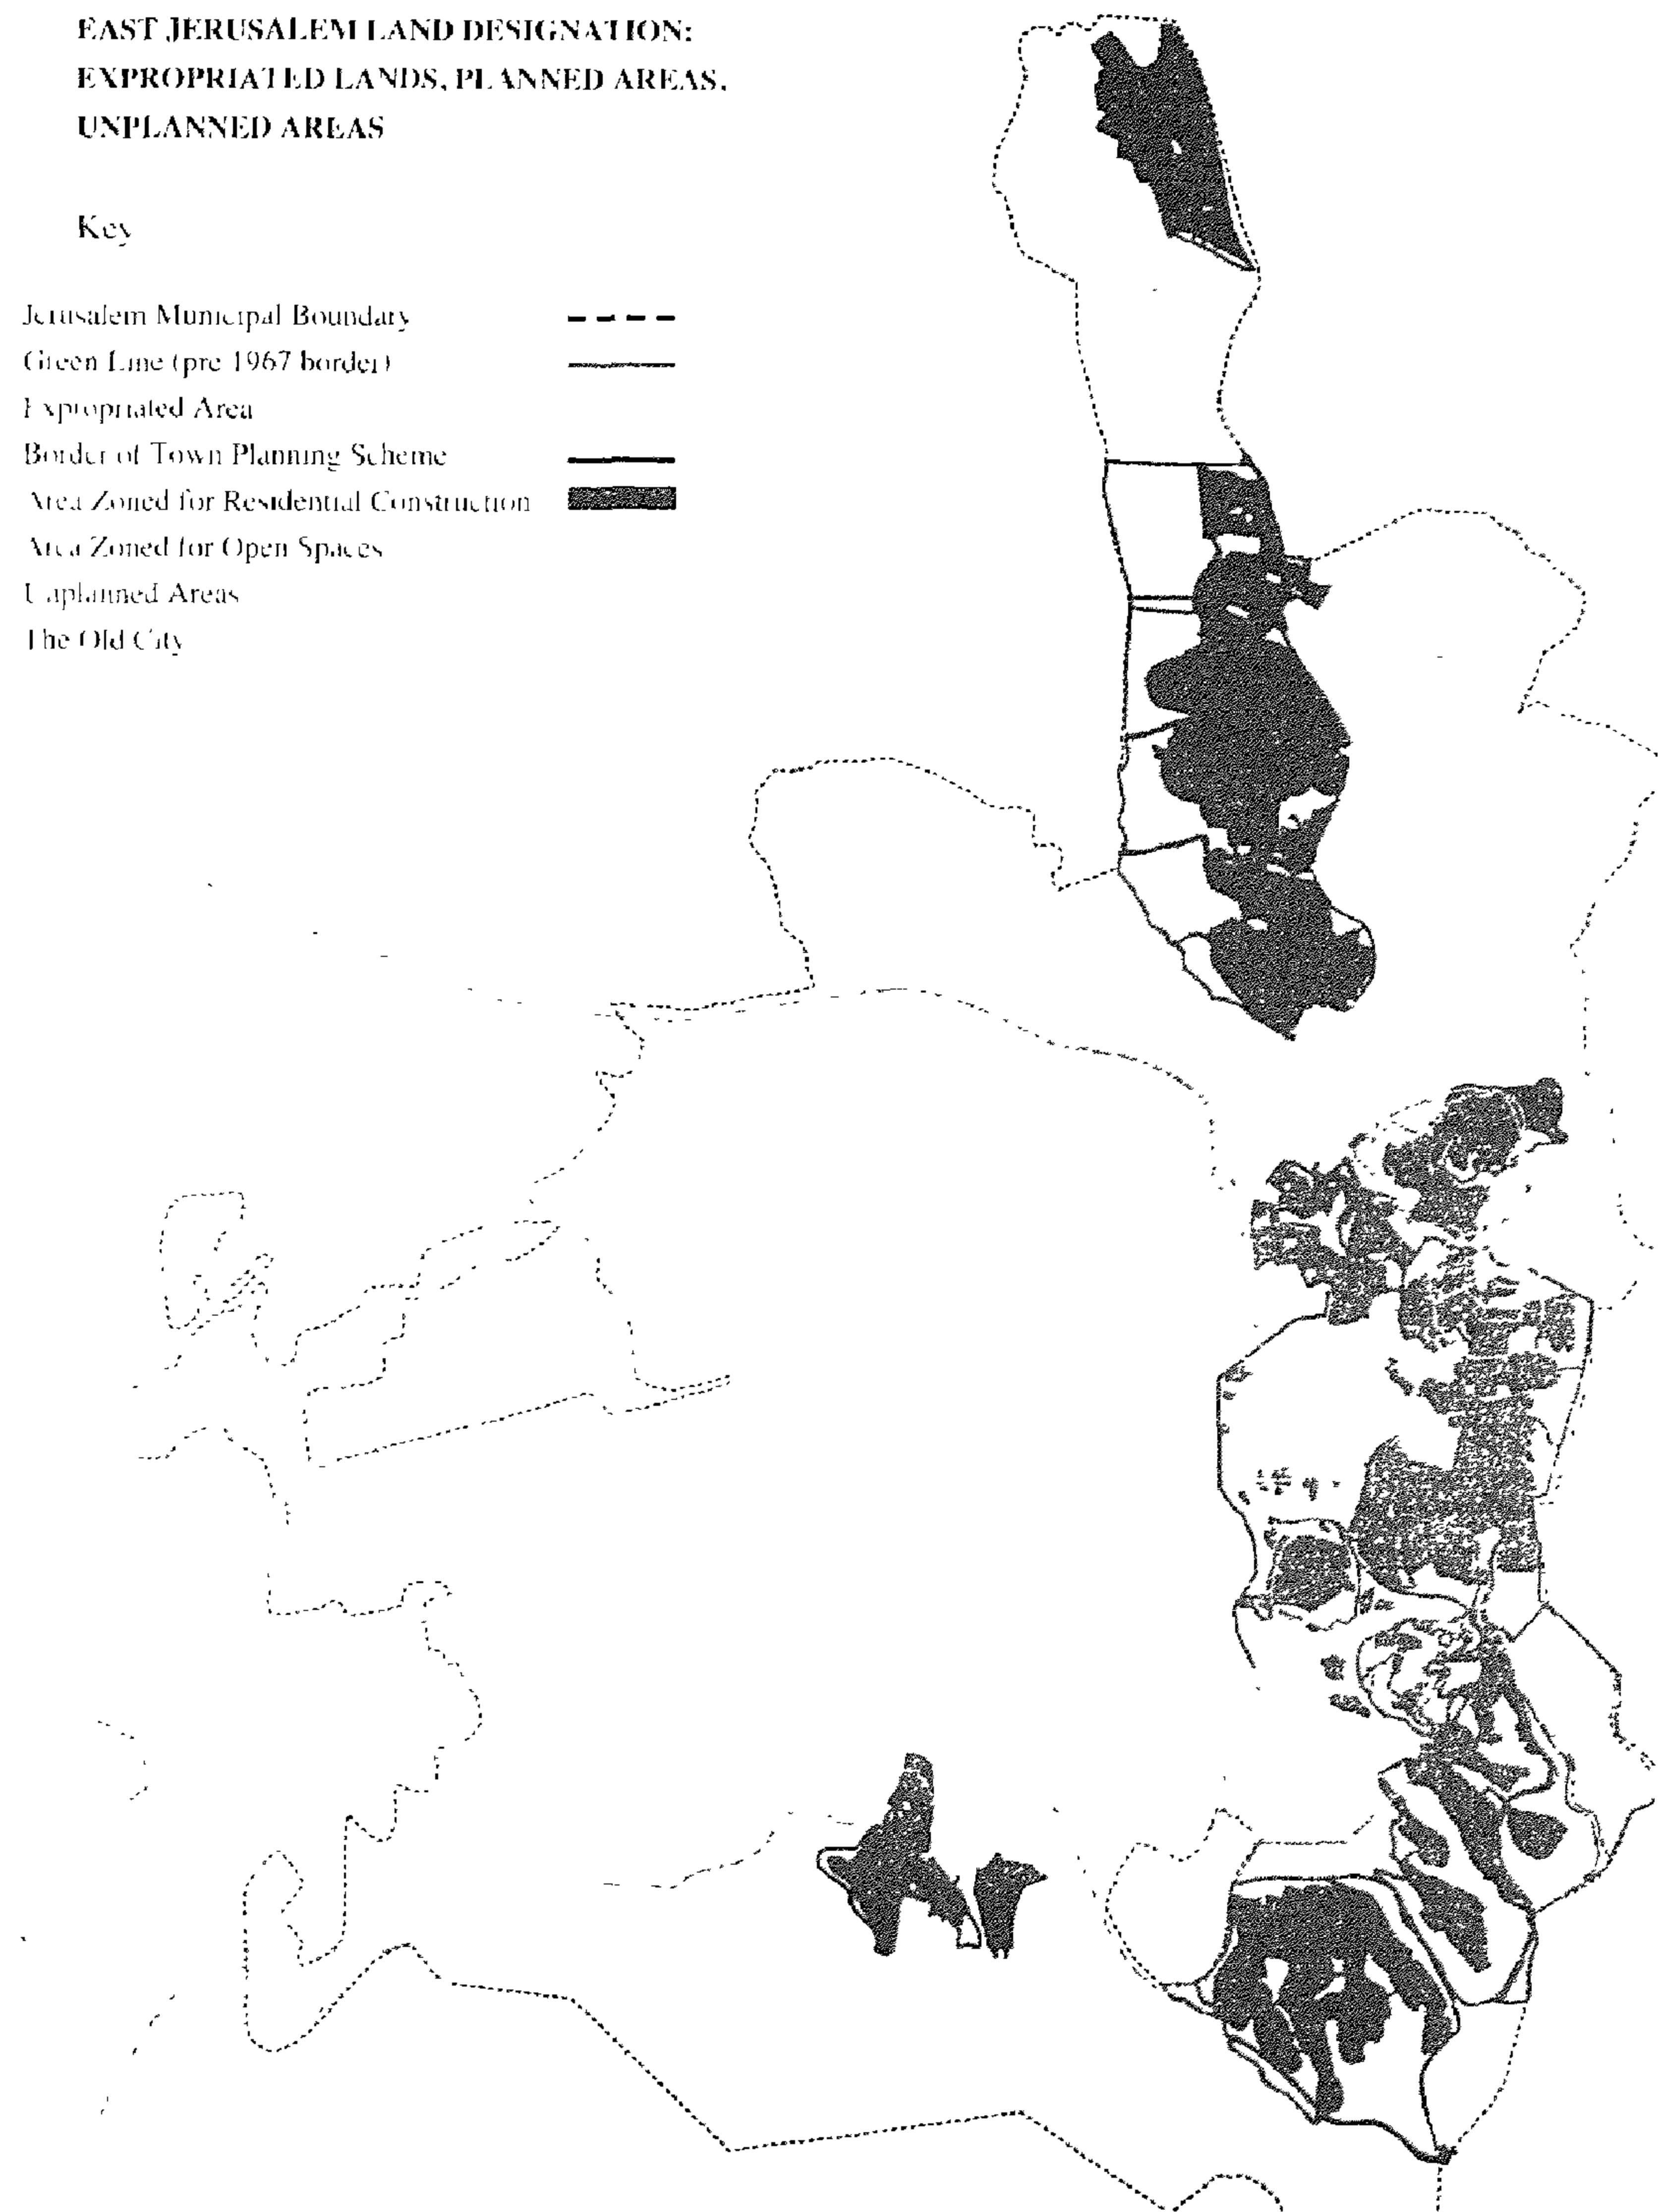 EAST JERUSALEM LAND DESIGNATION:
EXPROPRIATED LANDS, PLANNED AREAS,
UNPLANNED AREAS
Key
Jerusalem Municipal Boundary
Green Line (pre 1967 border)
Expropriated Area
Border of Town Planning Scheme
Area Zoned for Residential Construction
Area Zoned for Open Spaces
Unplanned Areas
The Old City